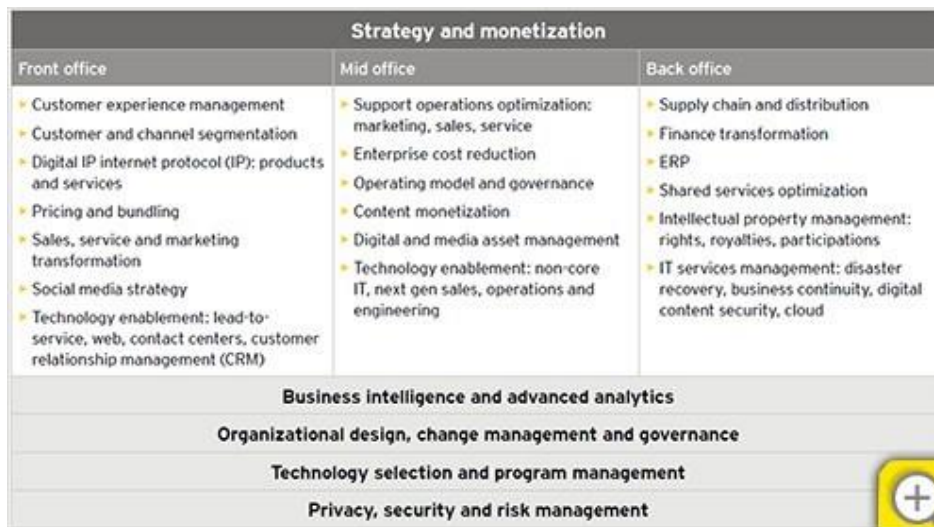 Strategy and monetization
Front office
Mid office
Back office
Customer experience management
Customer and channel segmentation
Digital IP internet protocol (IP): products
and services
Pricing and bundling
Sales, service and marketing
transformation
Social media strategy
Technology enablement: lead-to-
service, web, contact centers, customer
relationship management (CRM)
Support operations optimization:
marketing, sales, service
Enterprise cost reduction
Operating model and governance
Content monetization
Digital and media asset management
Technology enablement: non-core
IT, next gen sales, operations and
engineering
Supply chain and distribution
Finance transformation
ERP
Shared services optimization
Intellectual property management:
rights, royalties, participations
IT services management: disaster
recovery, business continuity, digital
content security, cloud
Business intelligence and advanced analytics
Organizational design, change management and governance
Technology selection and program management
Privacy, security and risk management